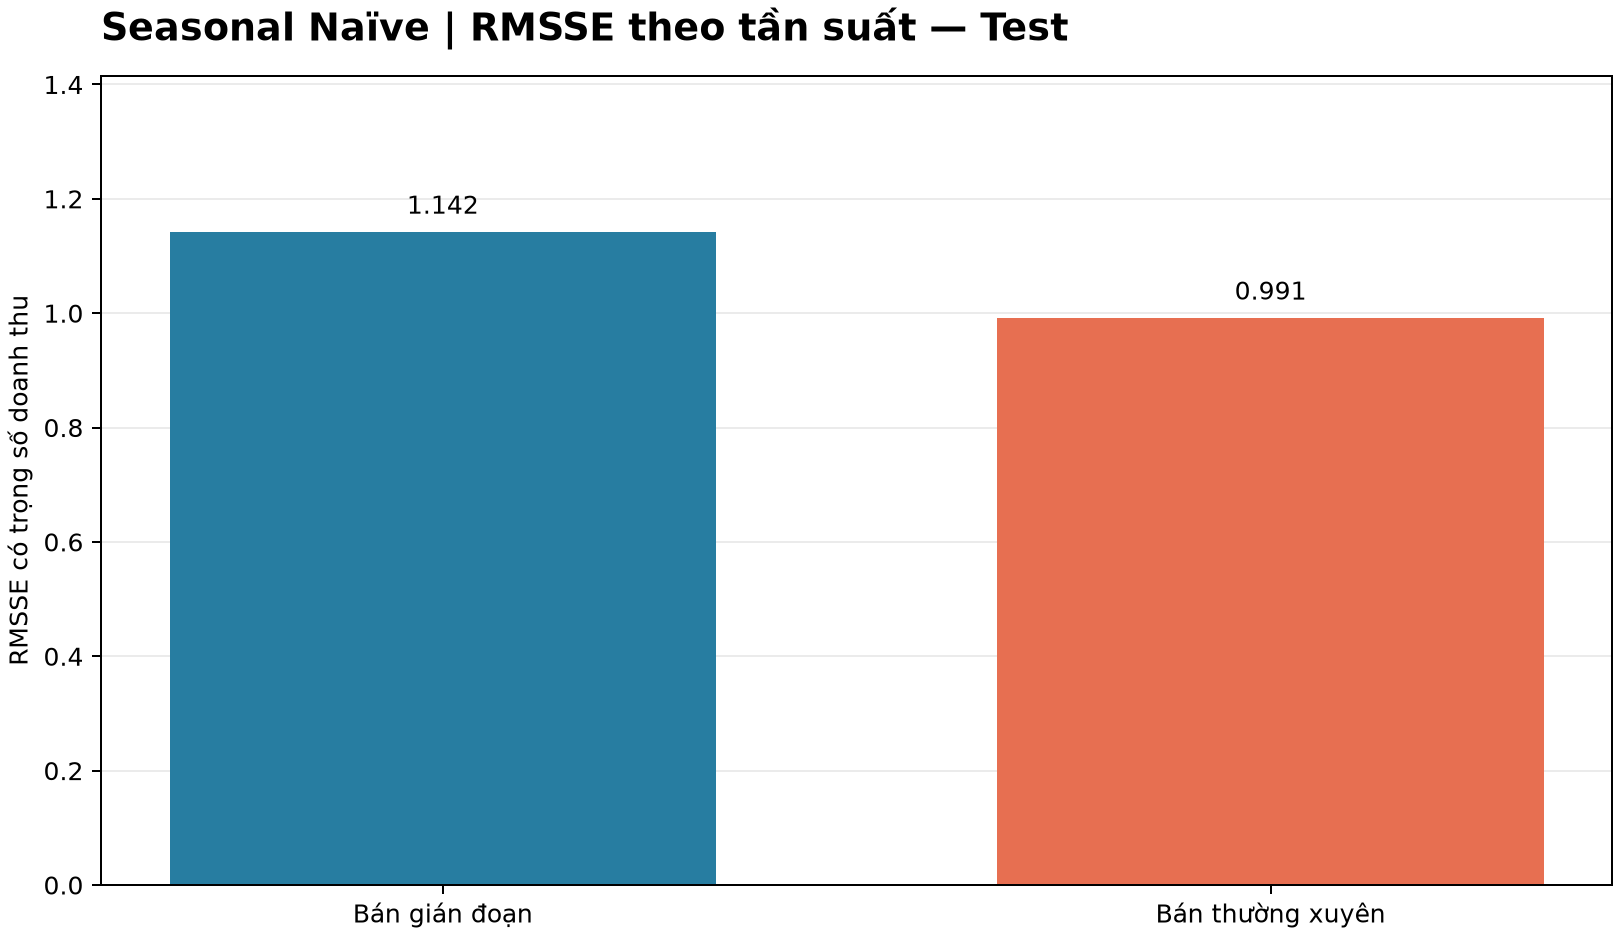 Seasonal Naïve | RMSSE theo tần suất — Test
RMSSE có trọng số doanh thu
1.4
1.2
1.0
0.8
0.6
0.4
0.2
0.0
1.142
0.991
Bán gián đoạn
Bán thường xuyên